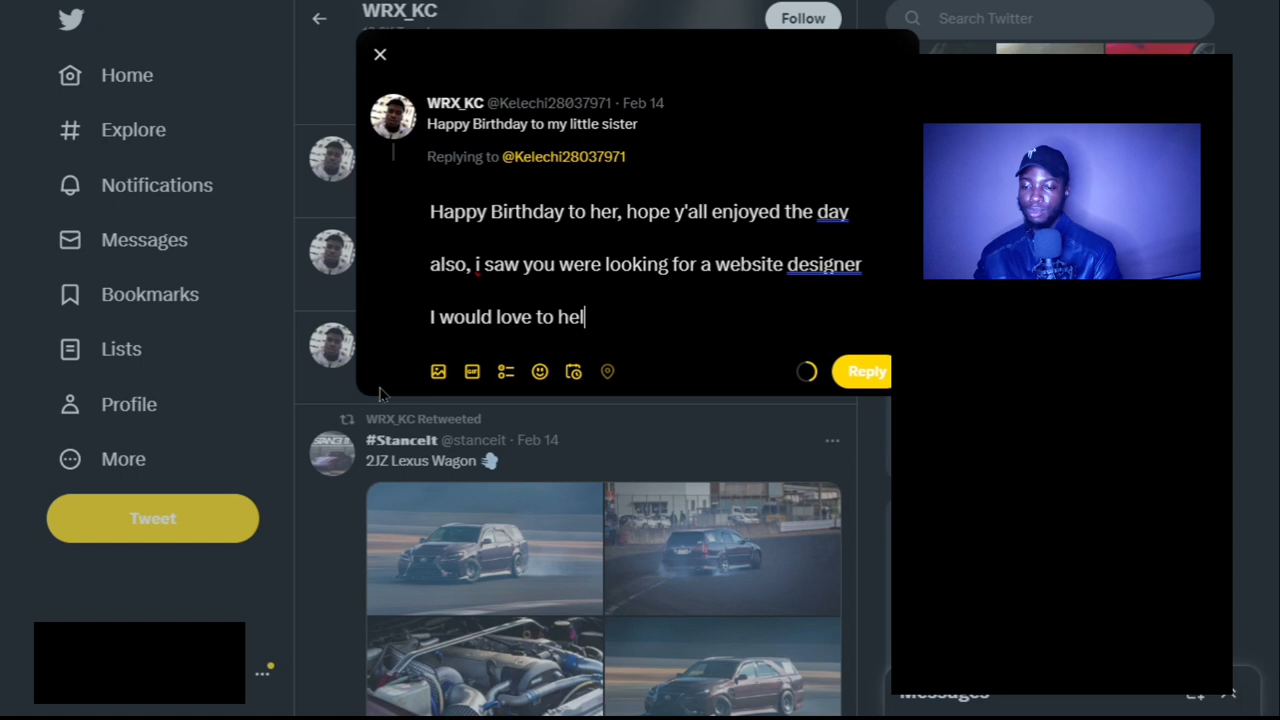 WRX_KC
Follow
Search Twitter
Home
Explore
Notifications
Messages
Bookmarks
Lists
Profile
More
Tweet
WRX_KC @Kelechi28037971 · Feb 14
Happy Birthday to my little sister
Replying to @Kelechi28037971
Happy Birthday to her, hope y'all enjoyed the day
also, i saw you were looking for a website designer
I would love to hel
GIF
Reply
WRX_KC Retweeted
#StanceIt @stanceit · Feb 14
2JZ Lexus Wagon
Messages